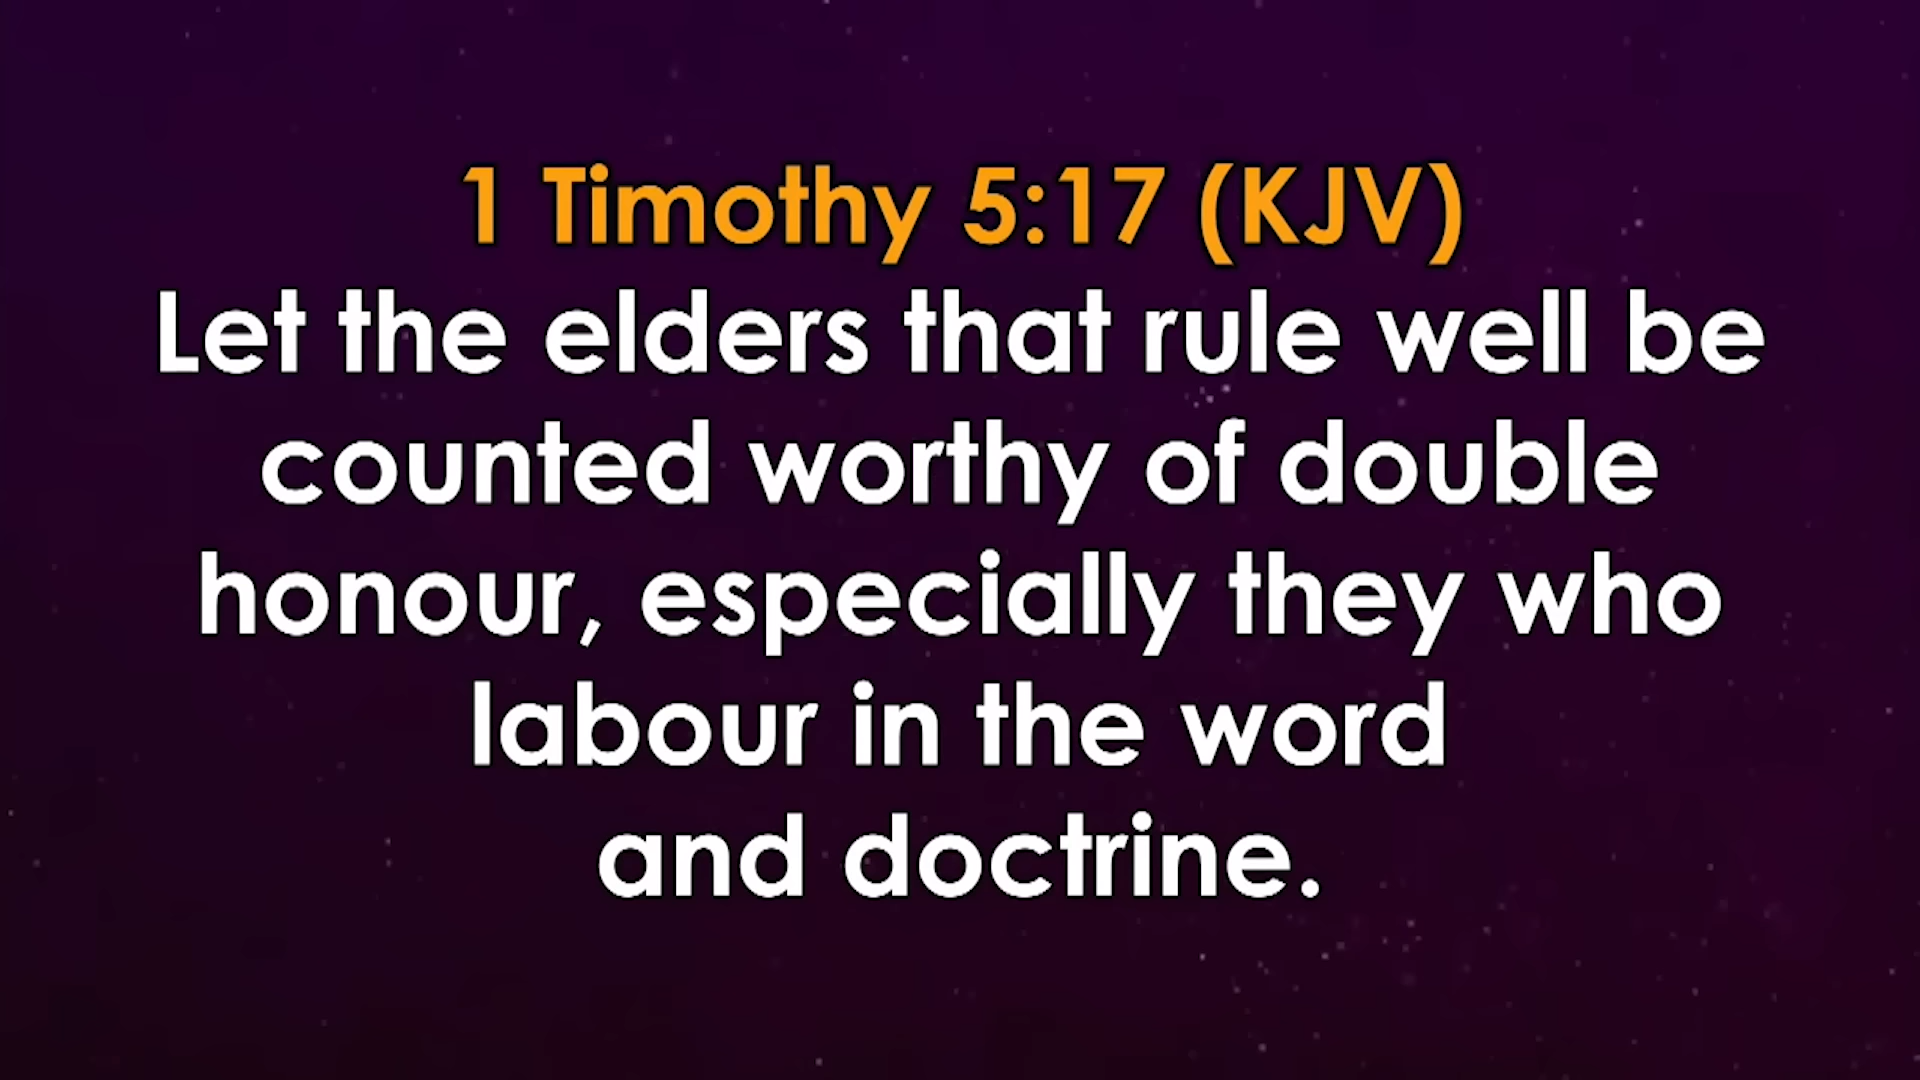 1 Timothy 5:17 (KJV)
Let the elders that rule well be
counted worthy of double
honour, especially they who
labour in the word
and doctrine.